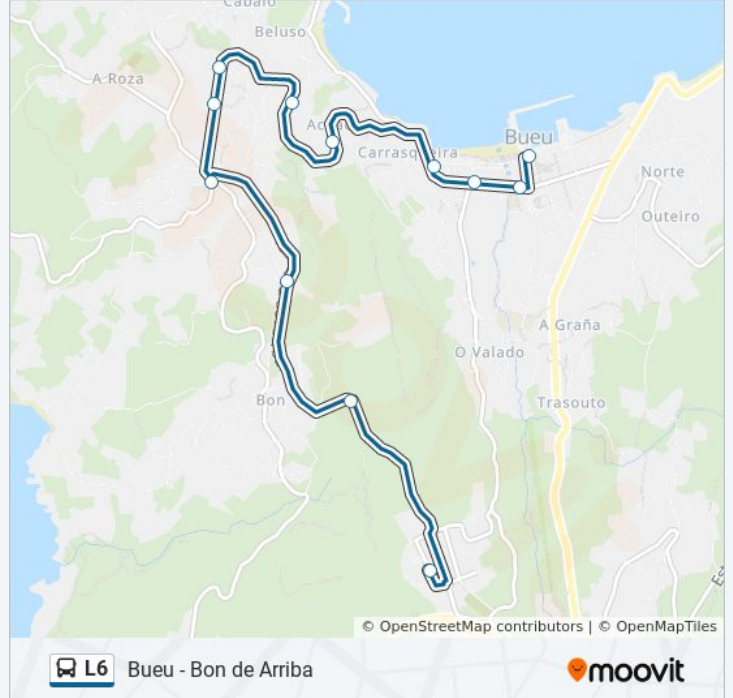 Cabalo
Beluso
A Roza
Bueu
Carrasqueira
Norte
Outeiro
A Graña
O Valado
Bon
Trasouto
© OpenStreetMap contributors | © OpenMapTiles
L6 Bueu - Bon de Arriba
moovit